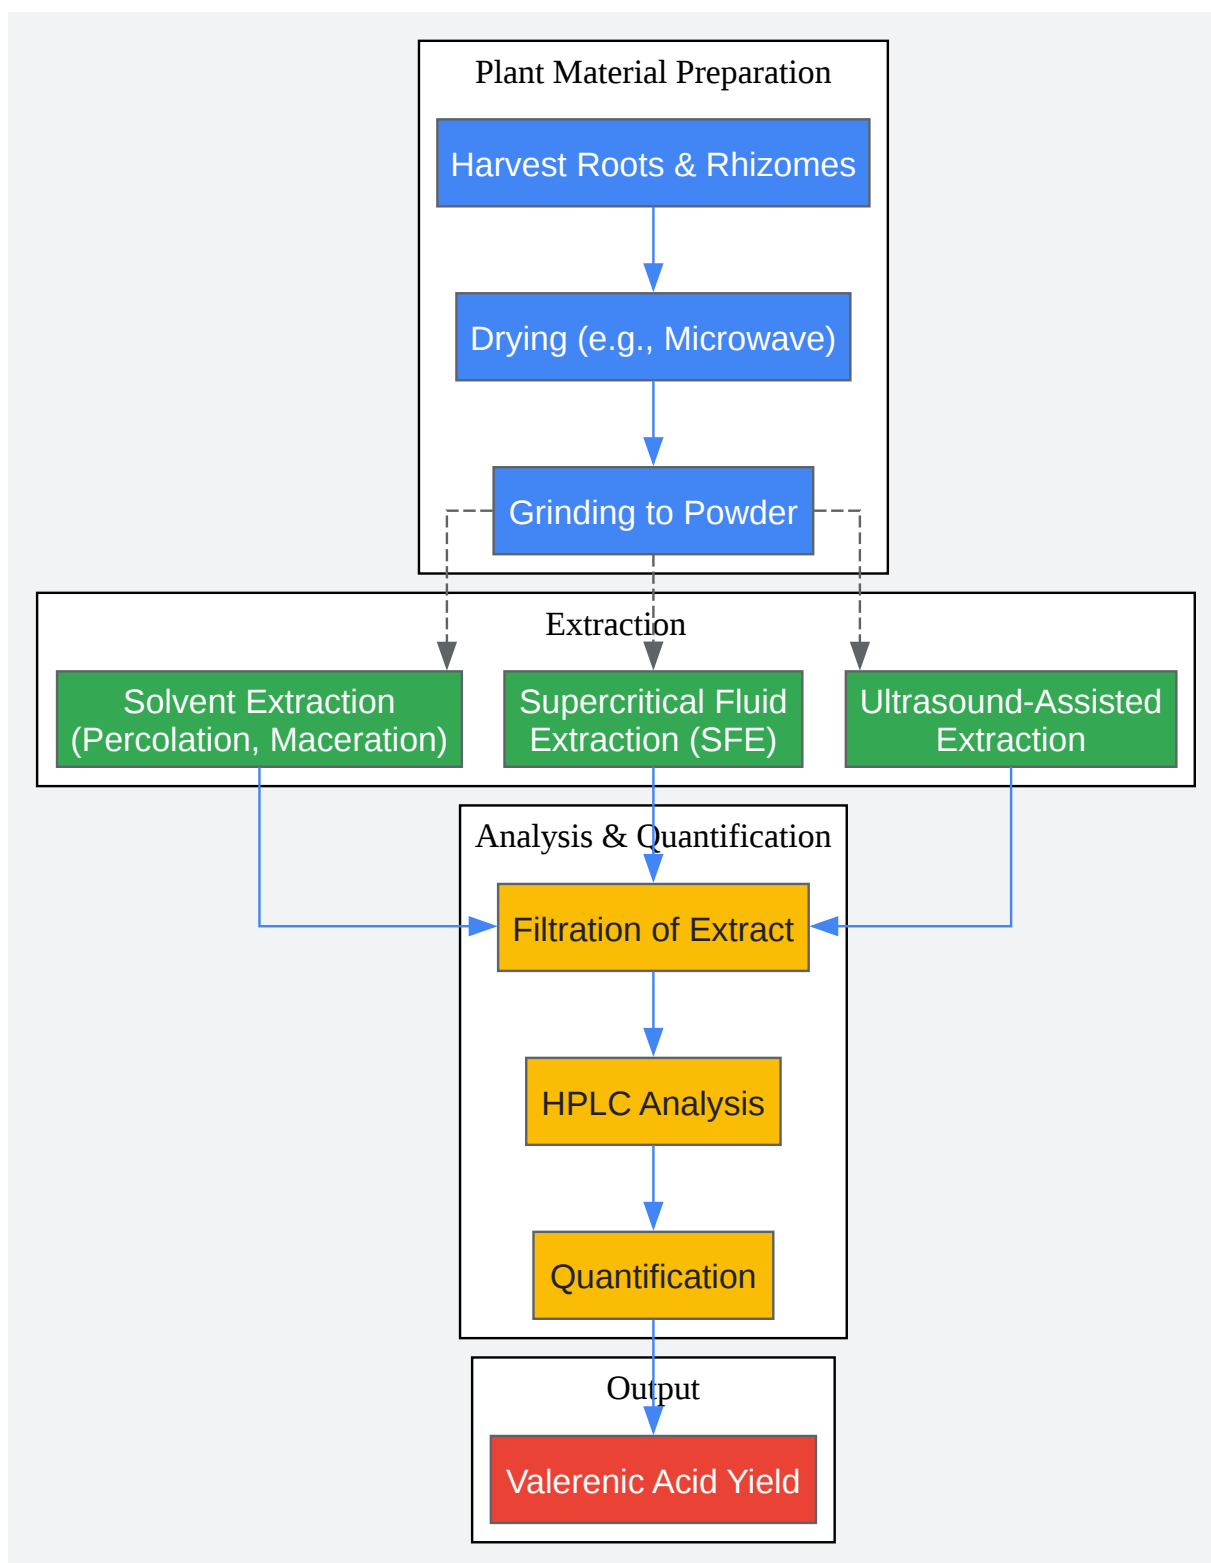 Plant Material Preparation
Harvest Roots & Rhizomes
Drying (e.g., Microwave)
Grinding to Powder
Extraction
Solvent Extraction
(Percolation, Maceration)
Supercritical Fluid
Extraction (SFE)
Ultrasound-Assisted
Extraction
Analysis & Quantification
Filtration of Extract
HPLC Analysis
Quantification
Output
Valerenic Acid Yield